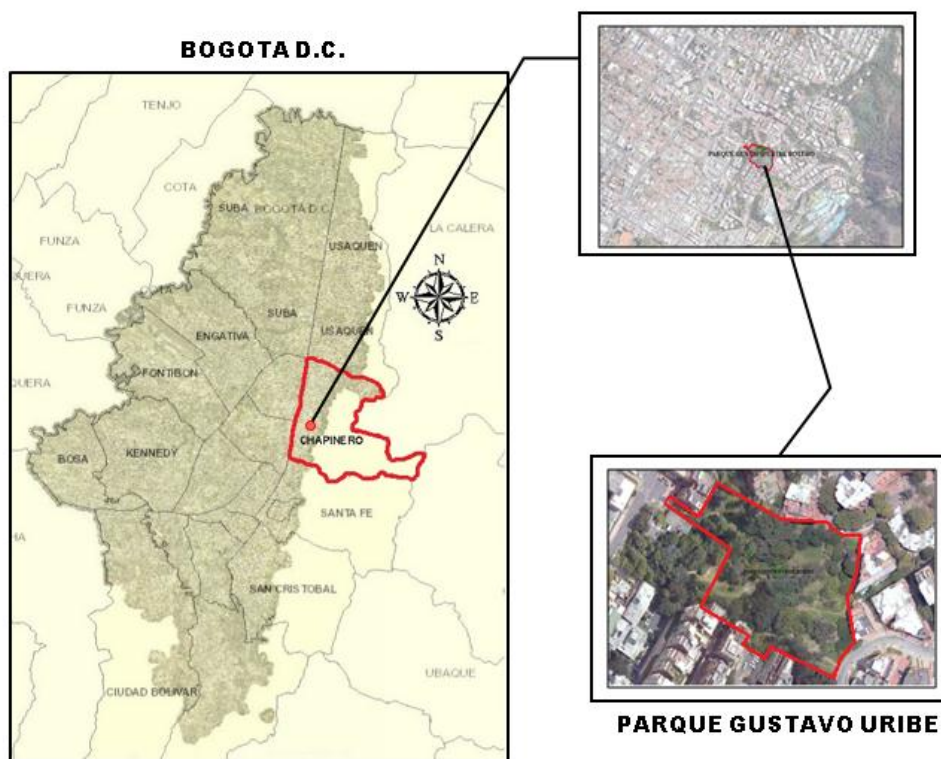 BOGOTA D.C.
TENJO
COTA
SUBA
BOGOTÁ D.C.
FUNZA
USAQUEN
LA CALERA
N
W E
S
FUNZA
SUBA
ENGATIVA
USAQUEN
FONTIBON
CHAPINERO
KENNEDY
BOSA
SANTA FE
SAN CRISTOBAL
UBAQUE
CIUDAD BOLIVAR
PARQUE GUSTAVO URIBE